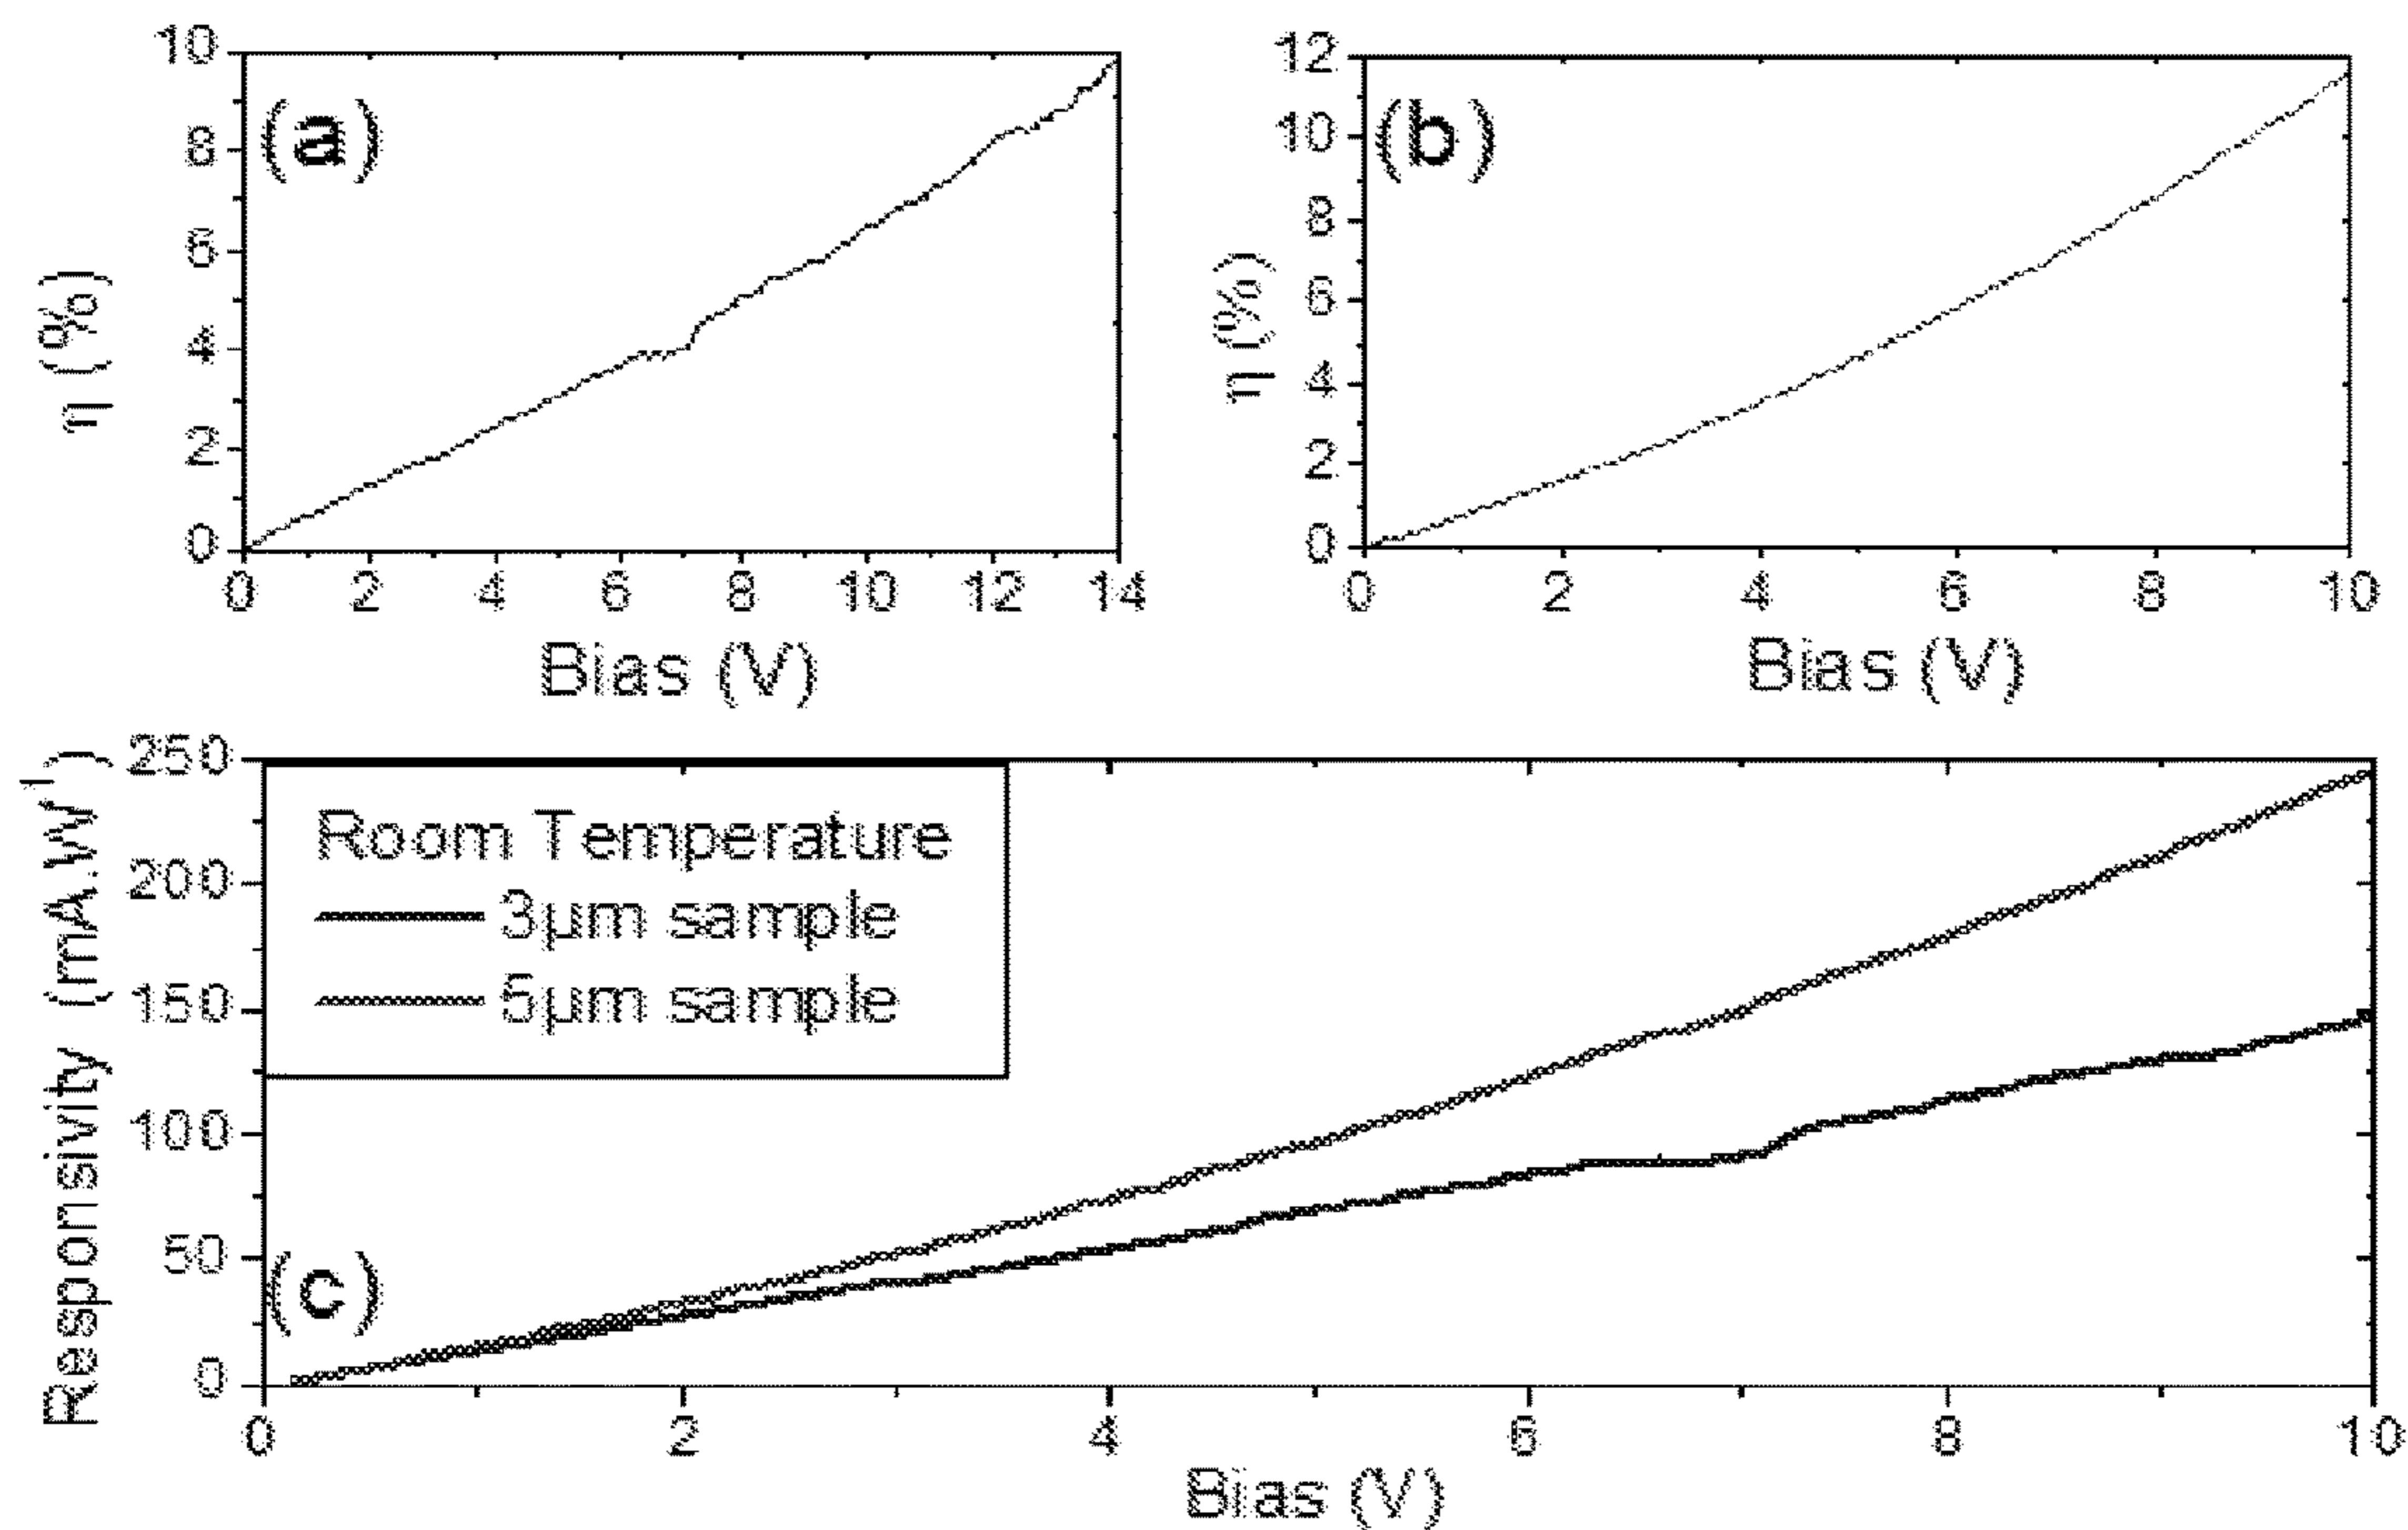 10
8
6
4
2
0
(a)
η (%)
0 2 4 6 8 10 12 14
Bias (V)
12
10
8
6
4
2
0
(b)
η (%)
0 2 4 6 8 10
Bias (V)
250
200
150
100
50
0
Responsivity (mA.W⁻¹)
Room Temperature
3µm sample
5µm sample
(c)
0 2 4 6 8 10
Bias (V)